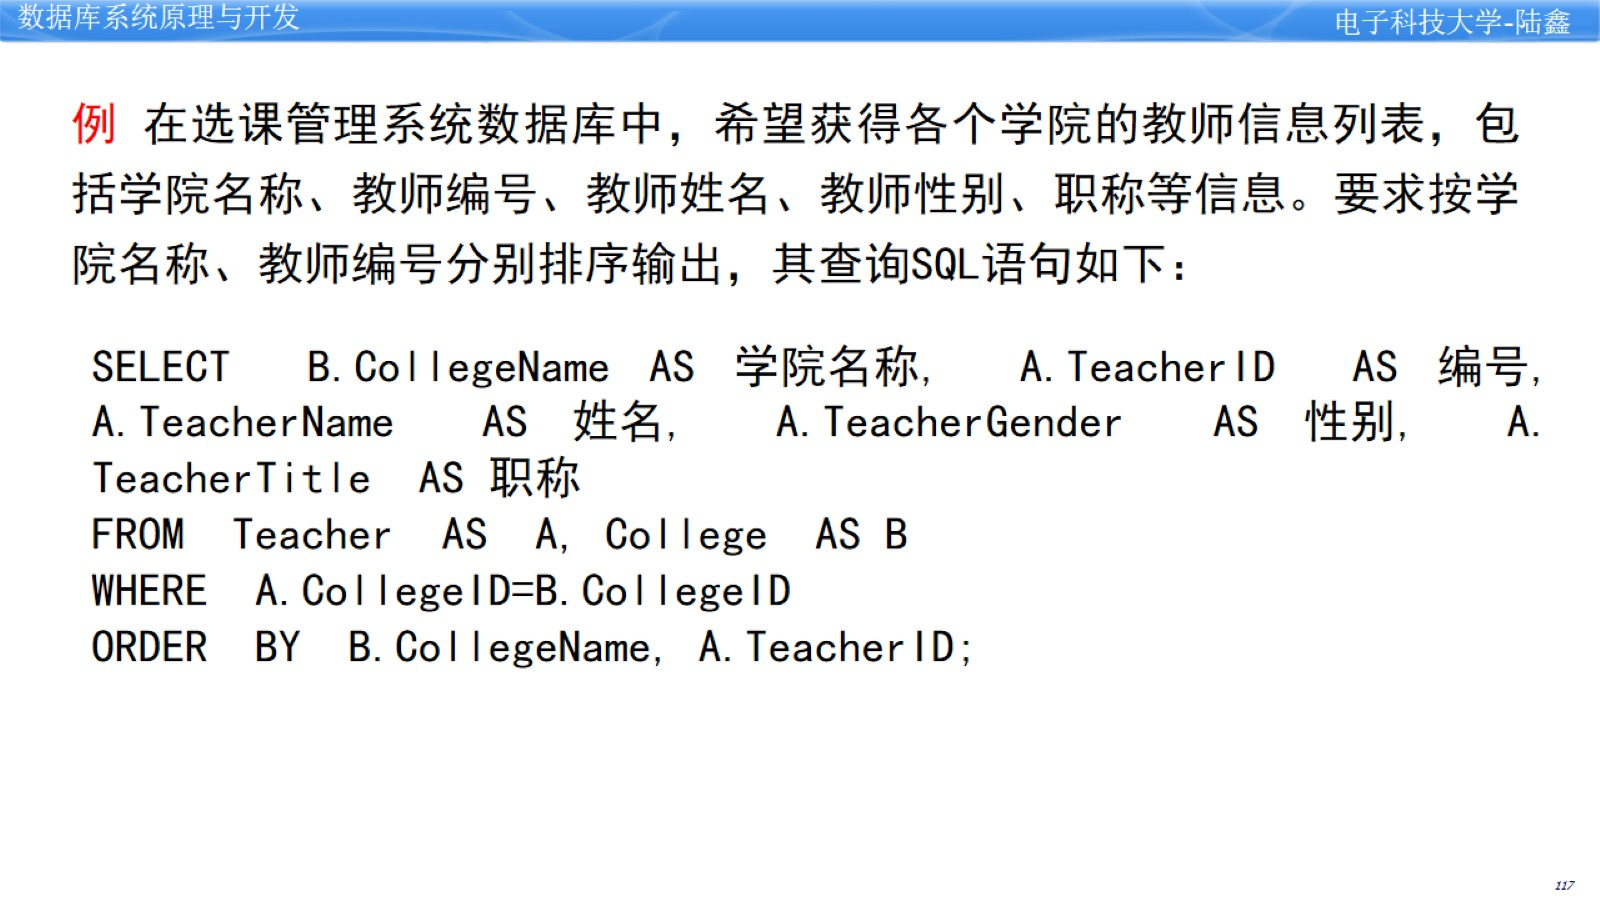 数据库系统原理与开发
电子科技大学-陆鑫
例 在选课管理系统数据库中，希望获得各个学院的教师信息列表，包
括学院名称、教师编号、教师姓名、教师性别、职称等信息。要求按学
院名称、教师编号分别排序输出，其查询SQL语句如下：
SELECT B.CollegeName AS 学院名称, A.TeacherID AS 编号,
A.TeacherName AS 姓名, A.TeacherGender AS 性别, A.
TeacherTitle AS 职称
FROM Teacher AS A, College AS B
WHERE A.CollegeID=B.CollegeID
ORDER BY B.CollegeName, A.TeacherID;
117